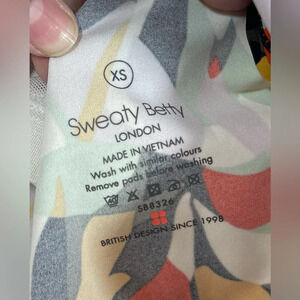 XS
Sweaty Betty
LONDON
MADE IN VIETNAM
Wash with similar colours
Remove pads before washing
SB8326
BRITISH DESIGN SINCE 1998